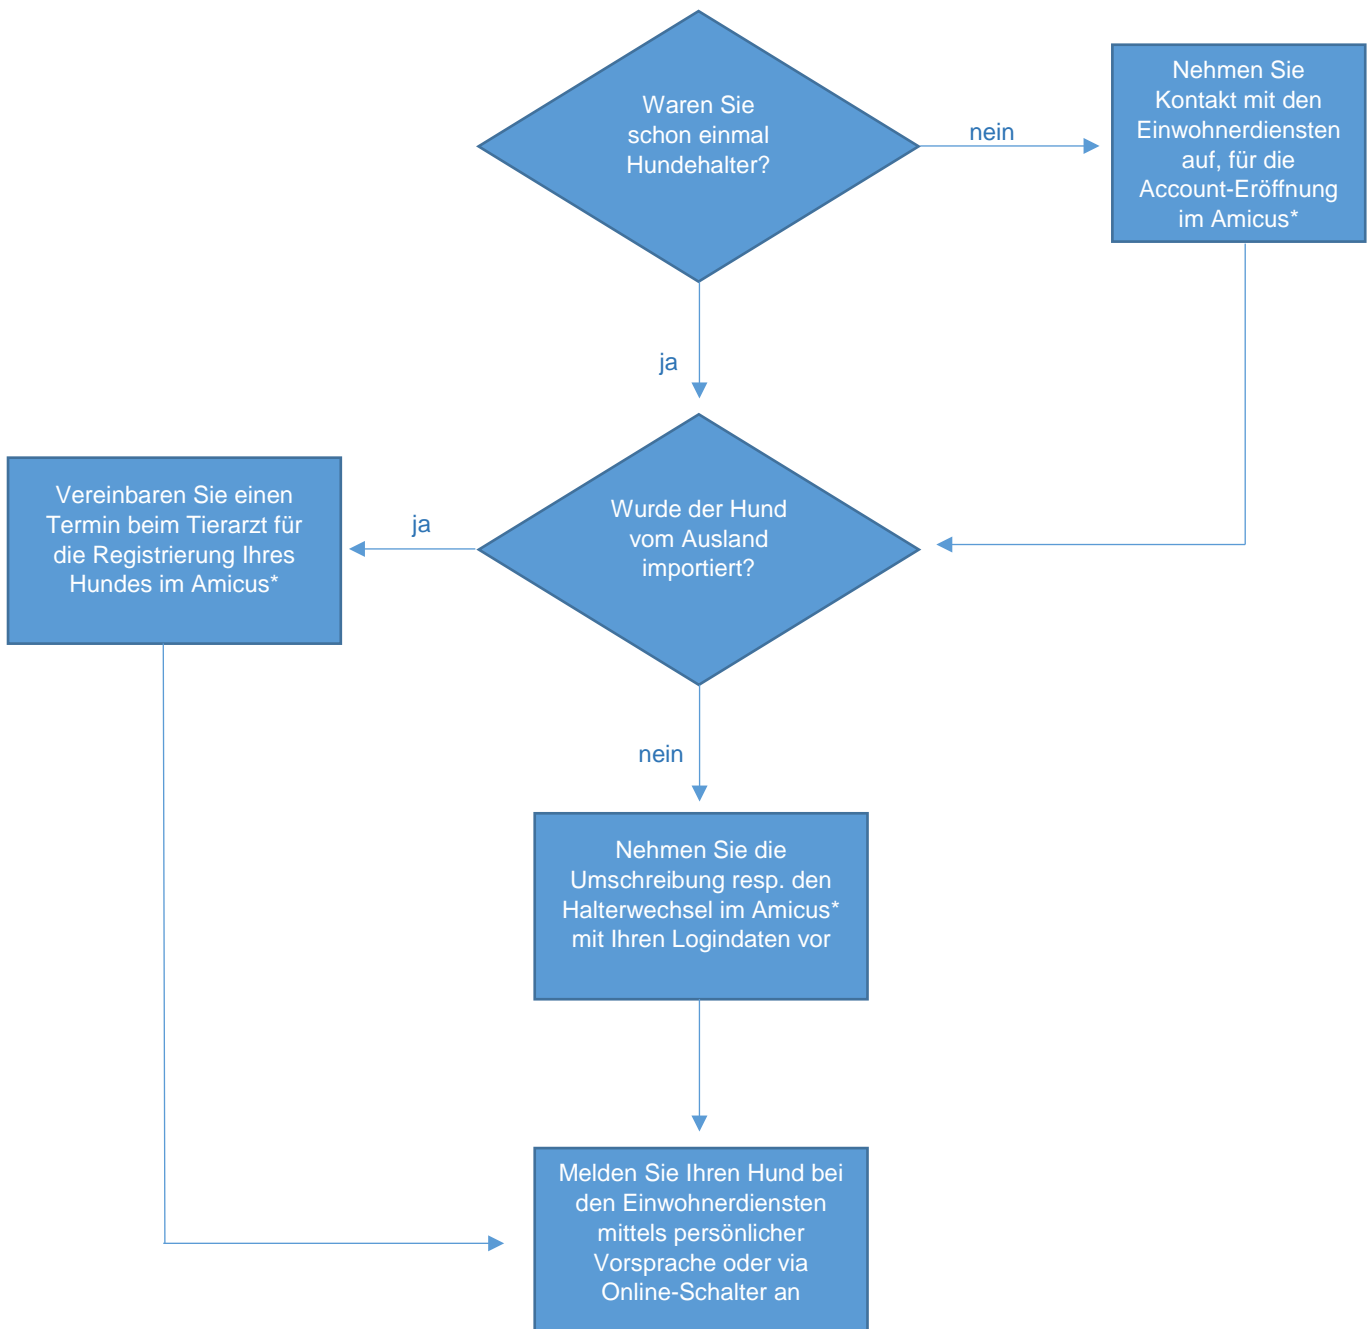 Waren Sie
schon einmal
Hundehalter?
nein
Nehmen Sie
Kontakt mit den
Einwohnerdiensten
auf, für die
Account-Eröffnung
im Amicus*
ja
Wurde der Hund
vom Ausland
importiert?
ja
Vereinbaren Sie einen
Termin beim Tierarzt für
die Registrierung Ihres
Hundes im Amicus*
nein
Nehmen Sie die
Umschreibung resp. den
Halterwechsel im Amicus*
mit Ihren Logindaten vor
Melden Sie Ihren Hund bei
den Einwohnerdiensten
mittels persönlicher
Vorsprache oder via
Online-Schalter an